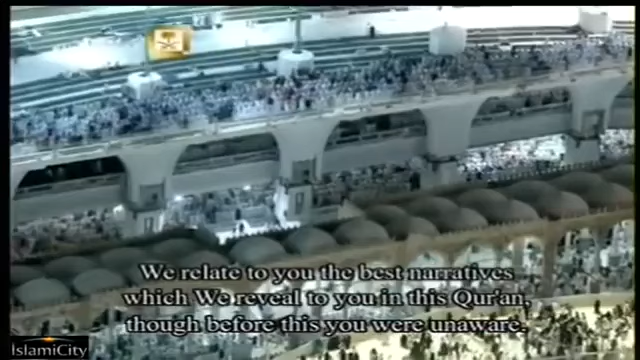 We relate to you the best narratives
which We reveal to you in this Qur'an,
though before this you were unaware.
IslamiCity